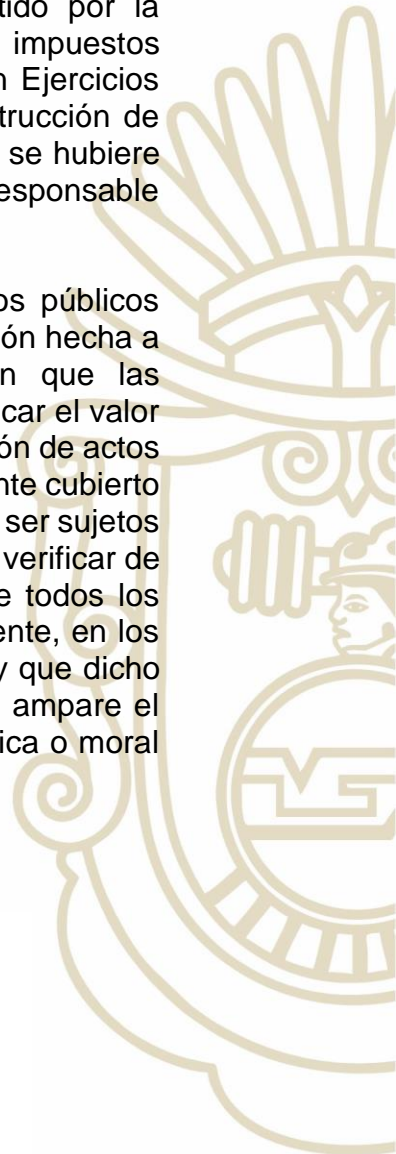 tido por la
impuestos
n Ejercicios
trucción de
se hubiere
esponsable
os públicos
ón hecha a
n que las
car el valor
ón de actos
nte cubierto
ser sujetos
verificar de
e todos los
ente, en los
y que dicho
ampare el
ica o moral